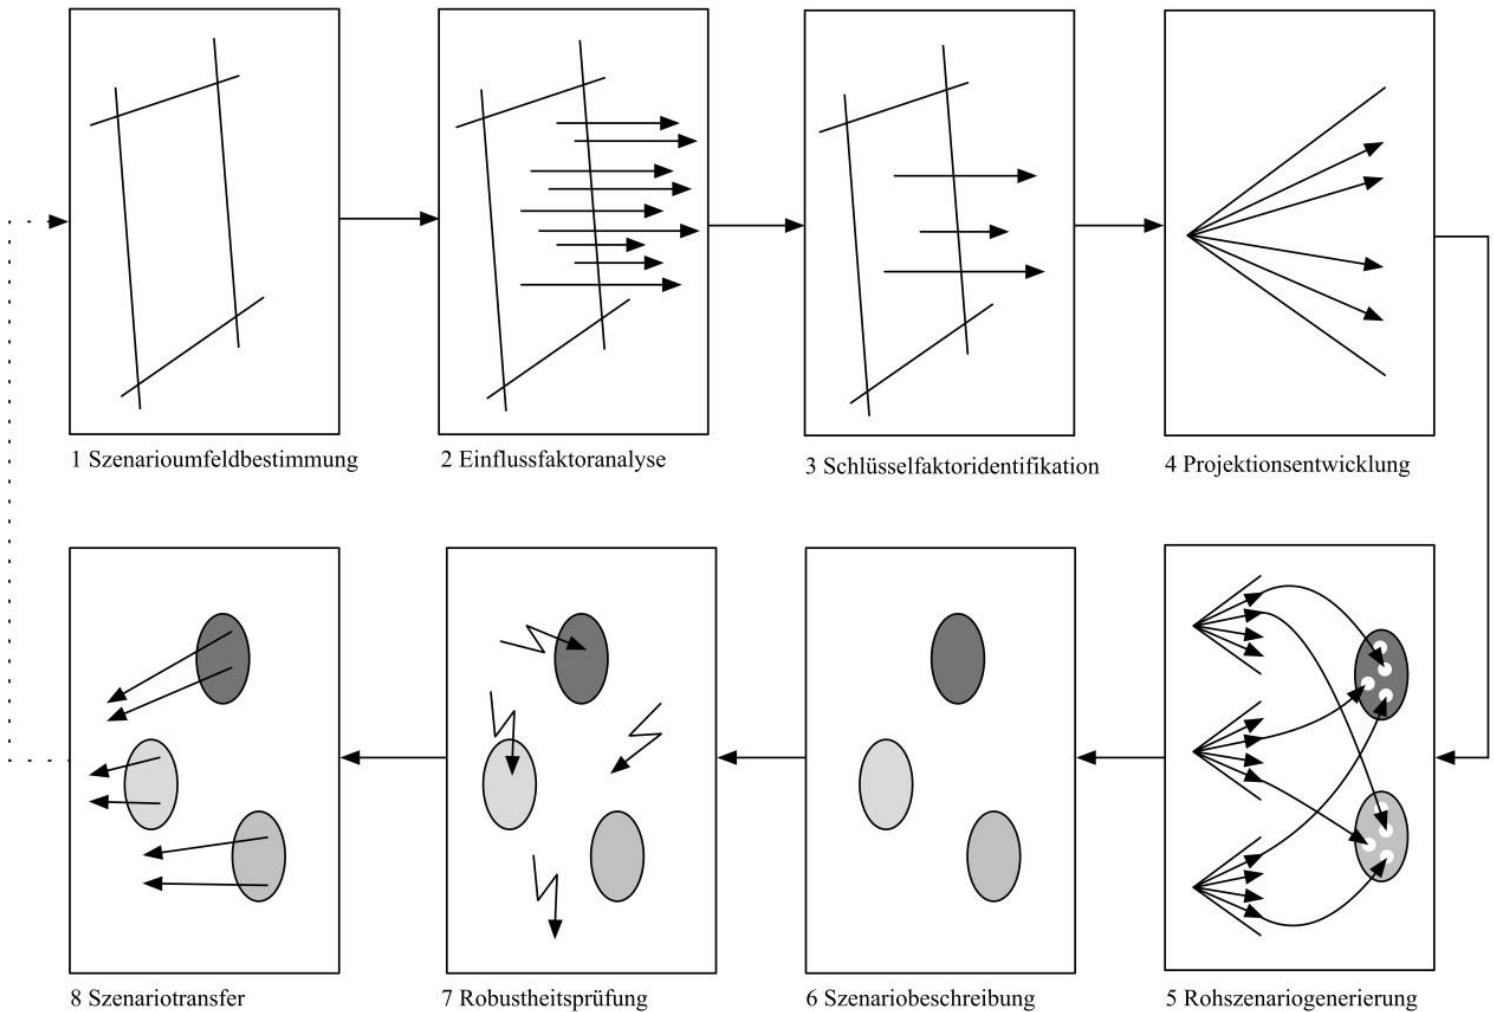 1 Szenarioumfeldbestimmung
2 Einflussfaktoranalyse
3 Schlüsselfaktoridentifikation
4 Projektionsentwicklung
8 Szenariotransfer
7 Robustheitsprüfung
6 Szenariobeschreibung
5 Rohszenariogenerierung